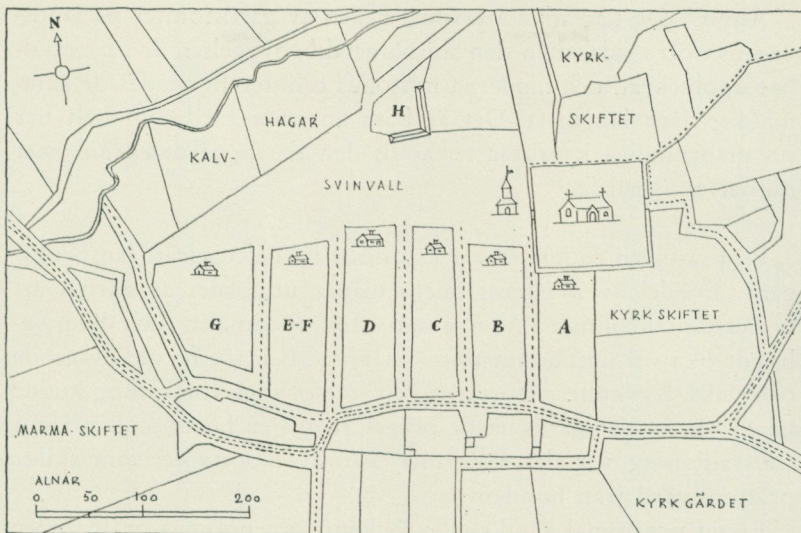 N
KYRK-
H
HAGAR
SKIFTET
KALV-
SVINVALL
G
E-F
D
C
B
A
KYRK SKIFTET
MARMA-SKIFTET
ALNAR
0 50 100 200
KYRK GÄRDET